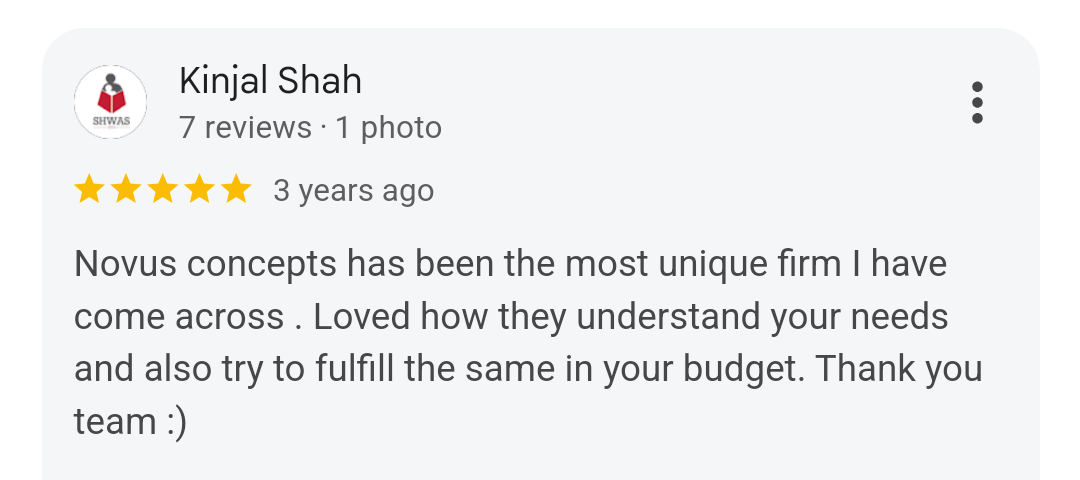 Kinjal Shah
SHWAS
7 reviews · 1 photo
3 years ago
Novus concepts has been the most unique firm I have
come across . Loved how they understand your needs
and also try to fulfill the same in your budget. Thank you
team :)